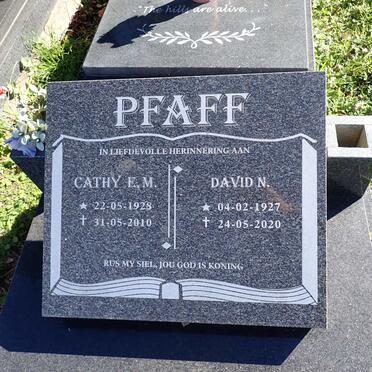 "The hills are alive..."
PFAFF
IN LIEFDEVOLLE HERINNERING AAN
CATHY E.M.
★ 22-05-1928
✝ 31-05-2010
DAVID N.
★ 04-02-1927
✝ 24-05-2020
RUS MY SIEL, JOU GOD IS KONING